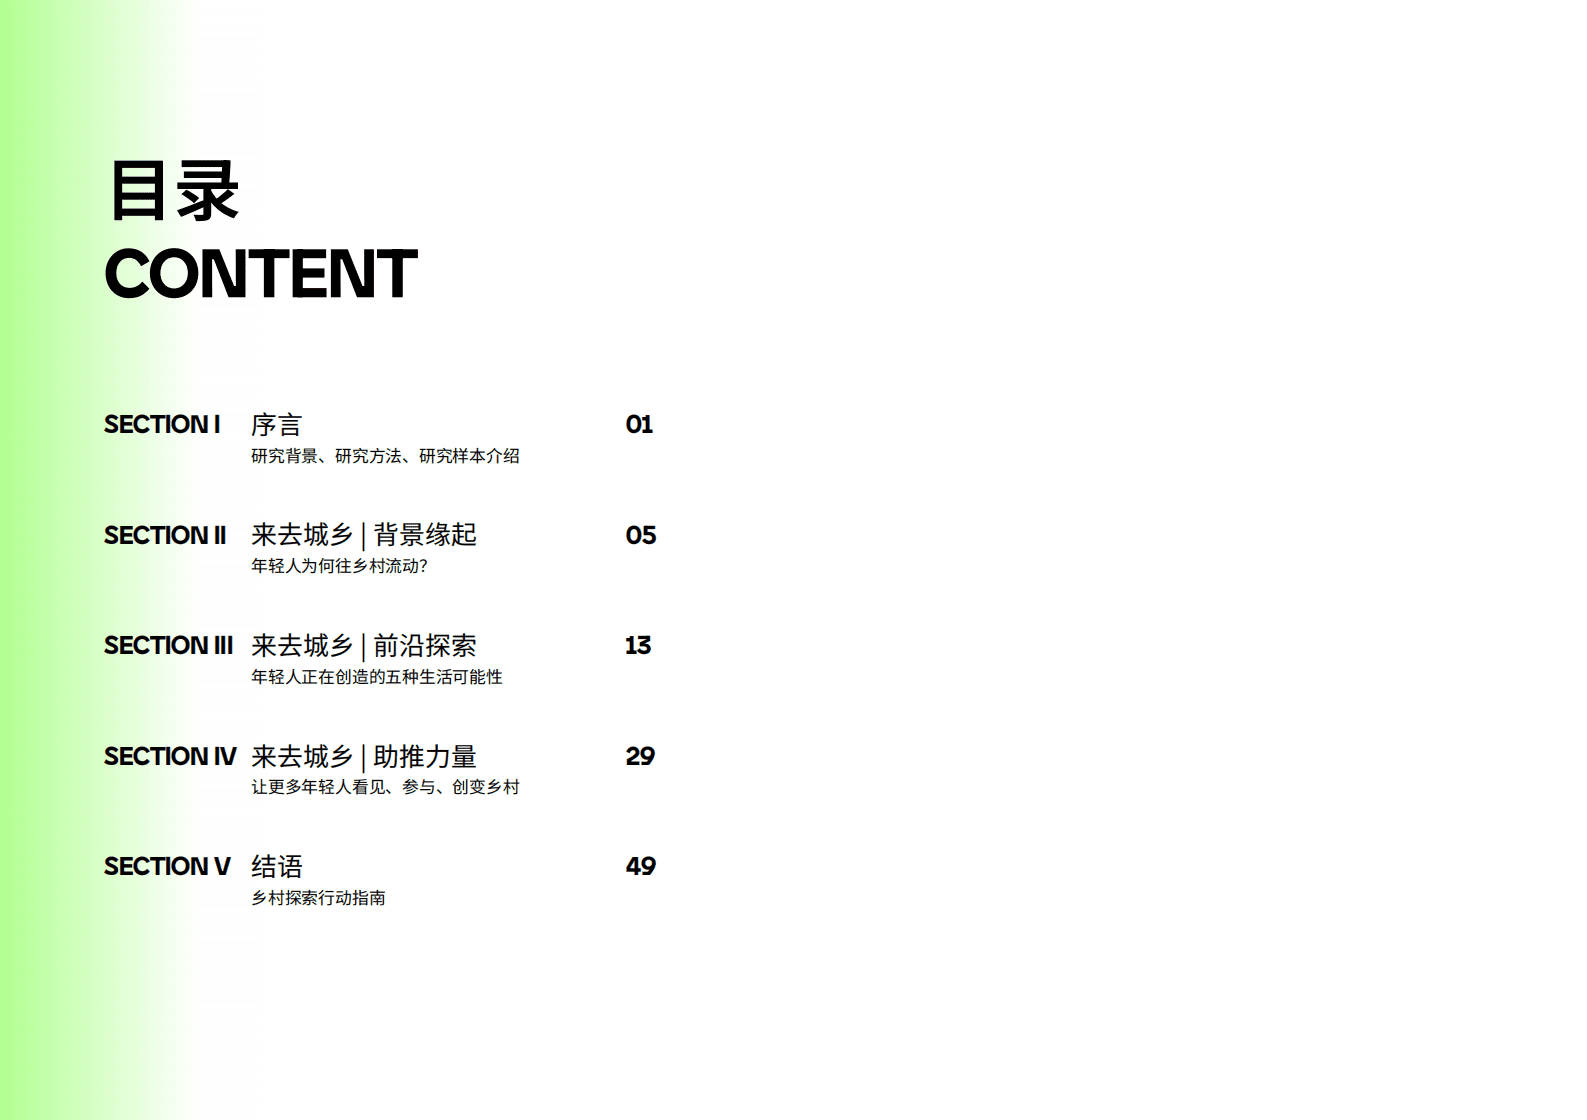 目录
CONTENT
SECTION I 序言 01
研究背景、研究方法、研究样本介绍
SECTION II 来去城乡 | 背景缘起 05
年轻人为何往乡村流动？
SECTION III 来去城乡 | 前沿探索 13
年轻人正在创造的五种生活可能性
SECTION IV 来去城乡 | 助推力量 29
让更多年轻人看见、参与、创变乡村
SECTION V 结语 49
乡村探索行动指南